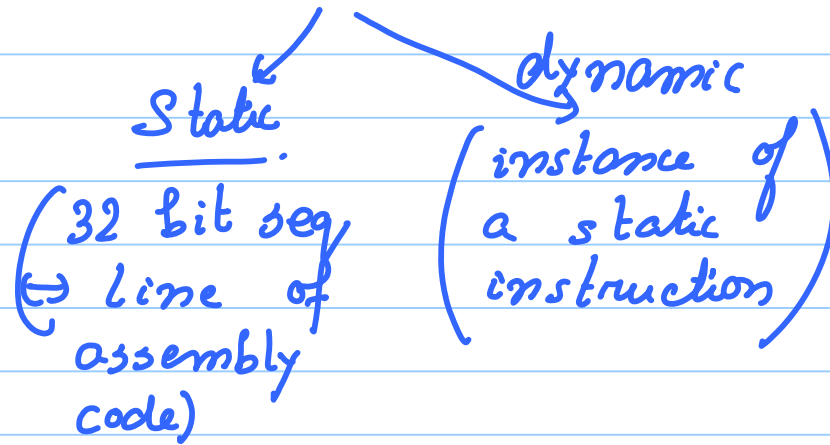 Static.
(32 bit seq
↔ line of
assembly
code)
dynamic
(instance of
a static
instruction)